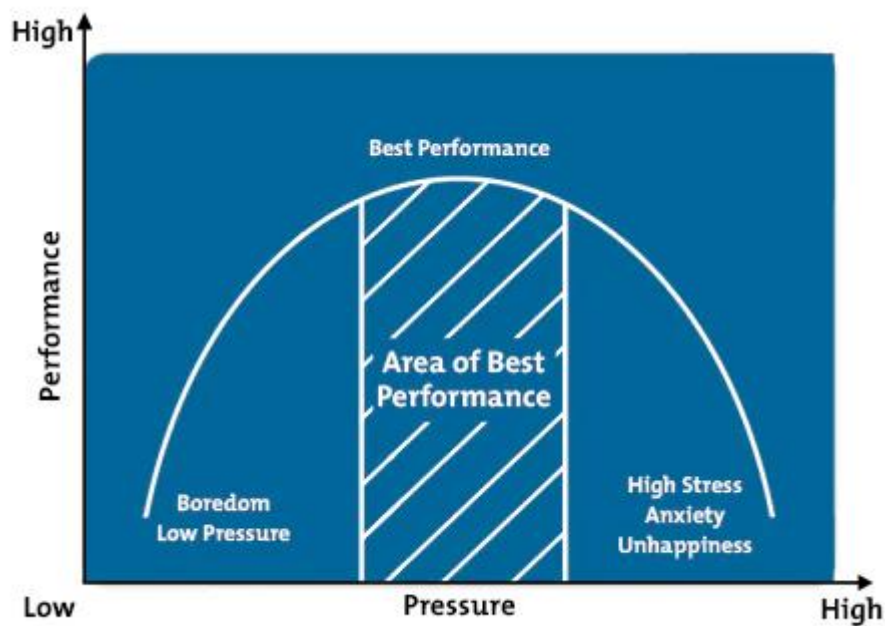 High
Best Performance
Performance
Area of Best
Performance
Boredom
Low Pressure
High Stress
Anxiety
Unhappiness
Low
Pressure
High